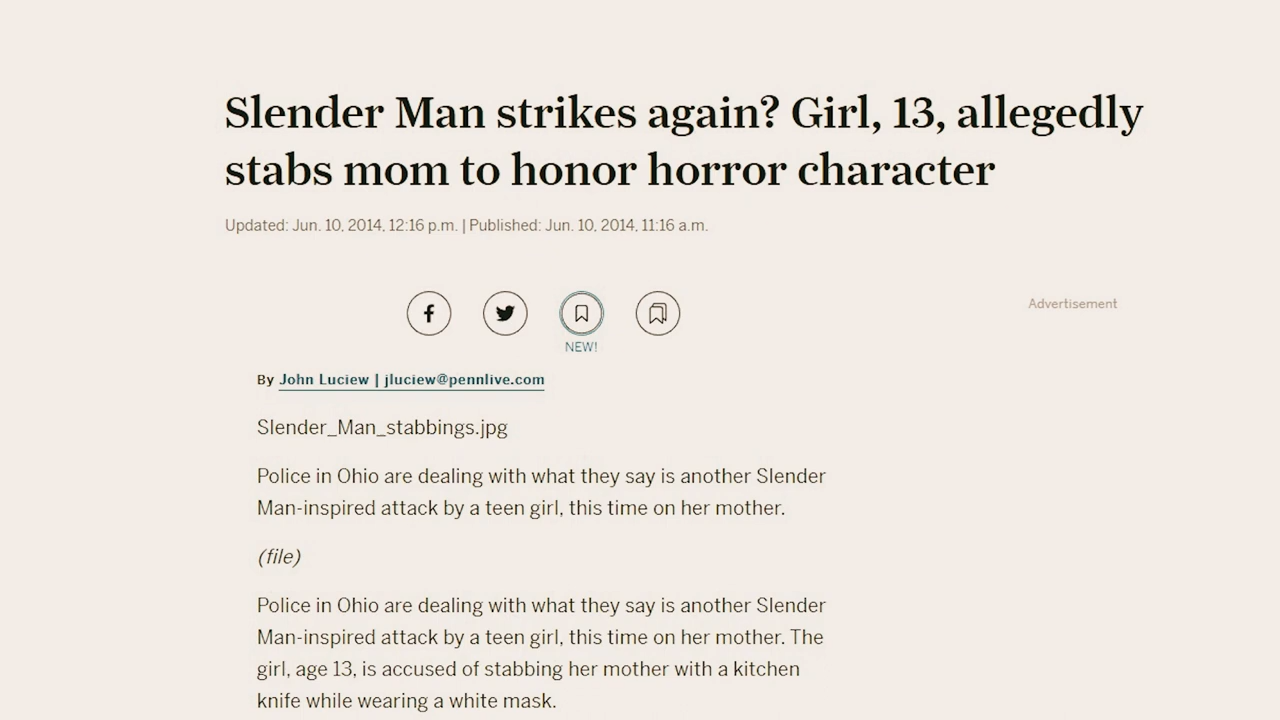 Slender Man strikes again? Girl, 13, allegedly
stabs mom to honor horror character
Updated: Jun. 10, 2014, 12:16 p.m. | Published: Jun. 10, 2014, 11:16 a.m.
Advertisement
NEW!
By John Luciew | jluciew@pennlive.com
Slender_Man_stabbings.jpg
Police in Ohio are dealing with what they say is another Slender
Man-inspired attack by a teen girl, this time on her mother.
(file)
Police in Ohio are dealing with what they say is another Slender
Man-inspired attack by a teen girl, this time on her mother. The
girl, age 13, is accused of stabbing her mother with a kitchen
knife while wearing a white mask.